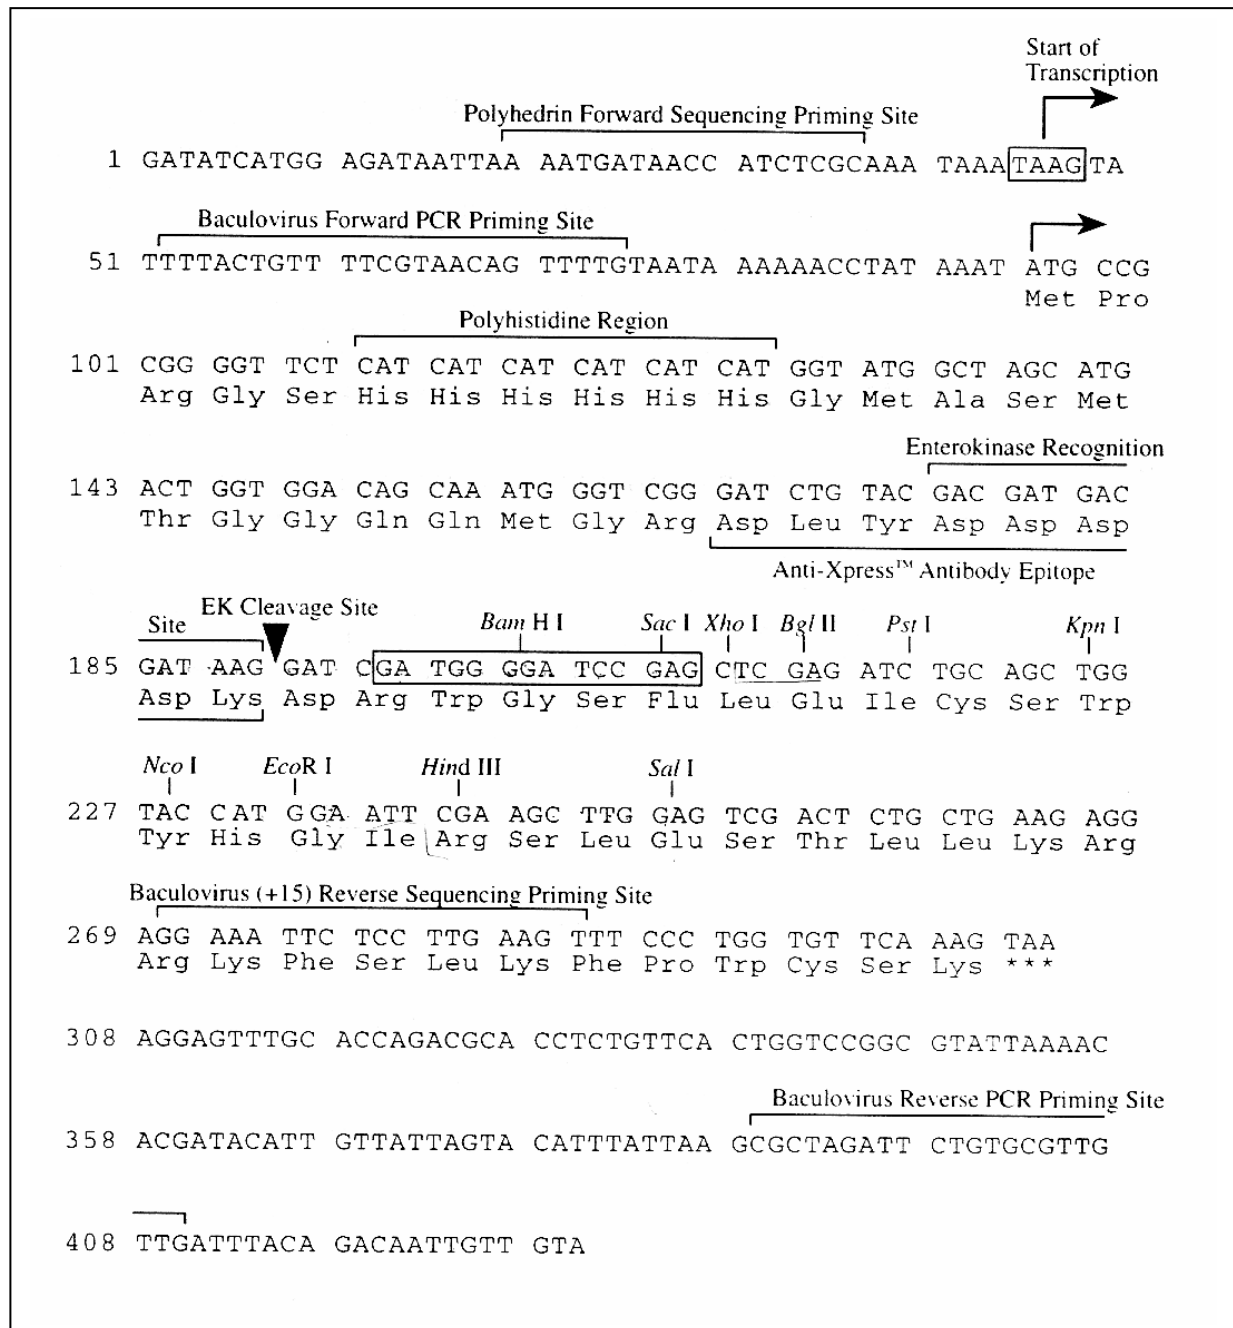 Start of
Transcription
Polyhedrin Forward Sequencing Priming Site
1 GATATCATGG AGATAATTAA AATGATAACC ATCTCGCAAA TAAATAAGTA
Baculovirus Forward PCR Priming Site
51 TTTTACTGTT TTCGTAACAG TTTTGTAATA AAAAACCTAT AAAT ATG CCG
Met Pro
Polyhistidine Region
101 CGG GGT TCT CAT CAT CAT CAT CAT CAT GGT ATG GCT AGC ATG
Arg Gly Ser His His His His His His Gly Met Ala Ser Met
Enterokinase Recognition
143 ACT GGT GGA CAG CAA ATG GGT CGG GAT CTG TAC GAC GAT GAC
Thr Gly Gly Gln Gln Met Gly Arg Asp Leu Tyr Asp Asp Asp
Anti-Xpress™ Antibody Epitope
Site EK Cleavage Site BamH I Sac I Xho I Bgl II Pst I Kpn I
185 GAT AAG GAT CGA TGG GGA TCC GAG CTC GAG ATC TGC AGC TGG
Asp Lys Asp Arg Trp Gly Ser Flu Leu Glu Ile Cys Ser Trp
Nco I EcoR I Hind III Sal I
227 TAC CAT GGA ATT CGA AGC TTG GAG TCG ACT CTG CTG AAG AGG
Tyr His Gly Ile Arg Ser Leu Glu Ser Thr Leu Leu Lys Arg
Baculovirus (+15) Reverse Sequencing Priming Site
269 AGG AAA TTC TCC TTG AAG TTT CCC TGG TGT TCA AAG TAA
Arg Lys Phe Ser Leu Lys Phe Pro Trp Cys Ser Lys ***
308 AGGAGTTTGC ACCAGACGCA CCTCTGTTCA CTGGTCCGGC GTATTAAAAC
Baculovirus Reverse PCR Priming Site
358 ACGATACATT GTTATTAGTA CATTTATTAA GCGCTAGATT CTGTGCGTTG
408 TTGATTTACA GACAATTGTT GTA